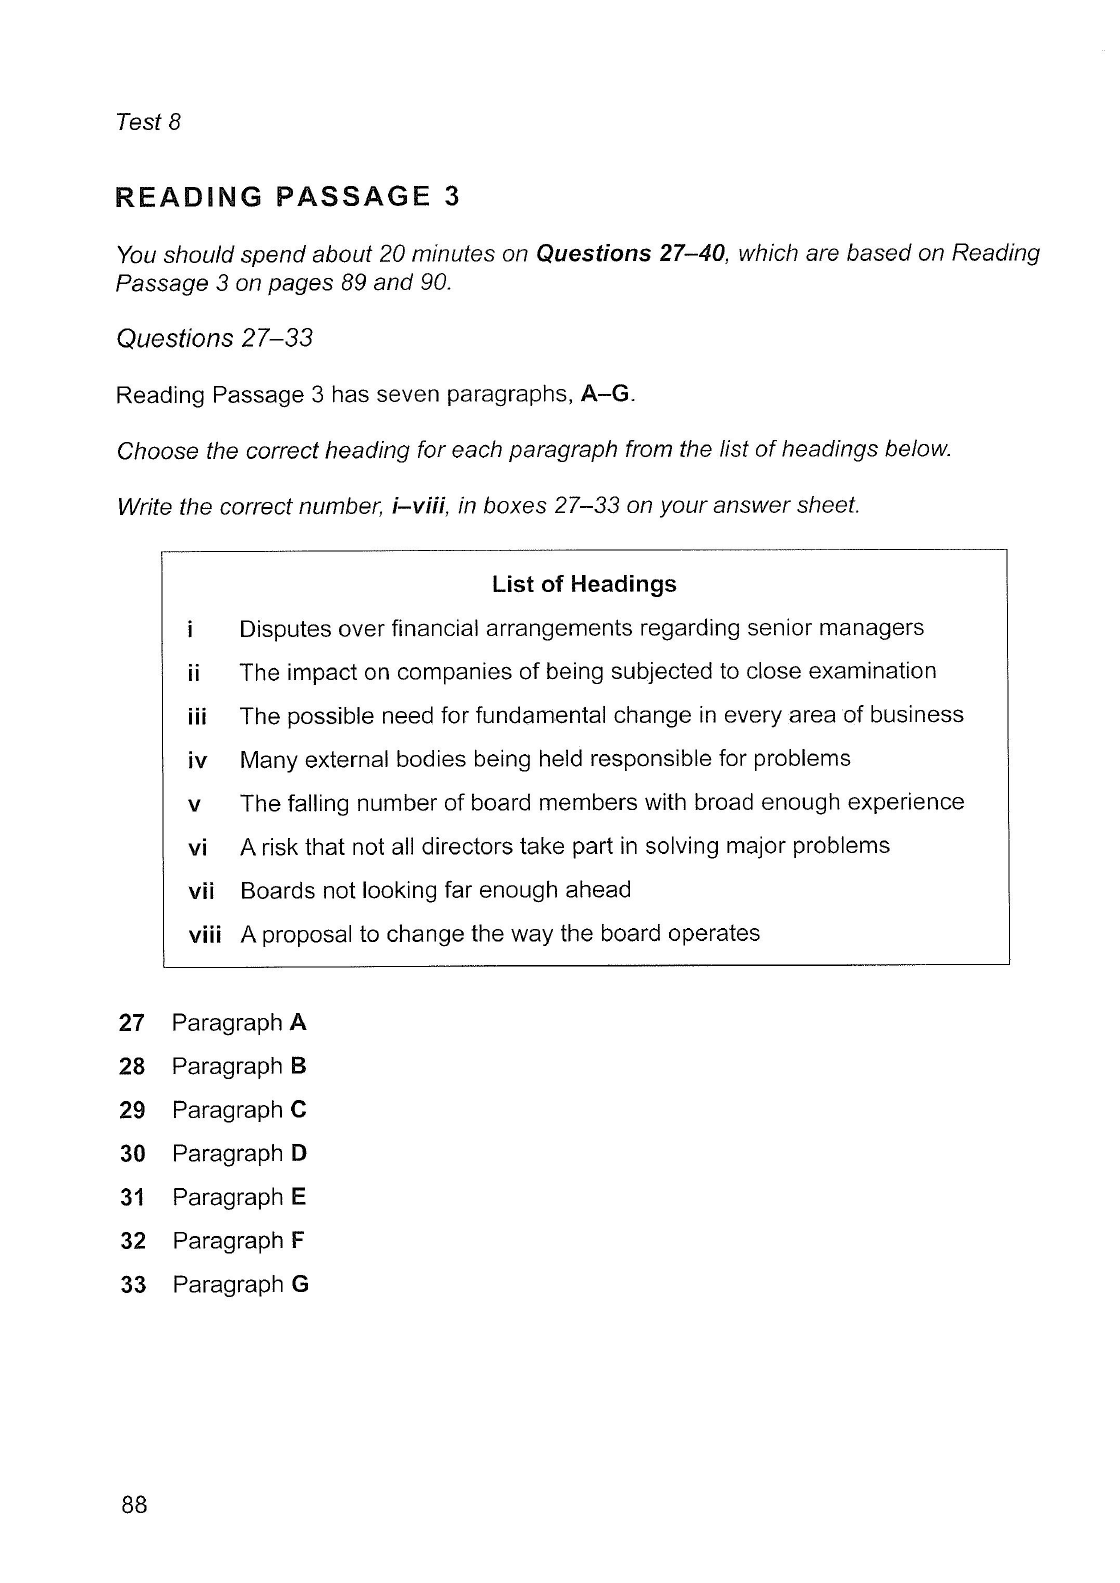 Test 8
READING PASSAGE 3
You should spend about 20 minutes on Questions 27–40, which are based on Reading
Passage 3 on pages 89 and 90.
Questions 27–33
Reading Passage 3 has seven paragraphs, A–G.
Choose the correct heading for each paragraph from the list of headings below.
Write the correct number, i–viii, in boxes 27–33 on your answer sheet.
List of Headings
i Disputes over financial arrangements regarding senior managers
ii The impact on companies of being subjected to close examination
iii The possible need for fundamental change in every area of business
iv Many external bodies being held responsible for problems
v The falling number of board members with broad enough experience
vi A risk that not all directors take part in solving major problems
vii Boards not looking far enough ahead
viii A proposal to change the way the board operates
27 Paragraph A
28 Paragraph B
29 Paragraph C
30 Paragraph D
31 Paragraph E
32 Paragraph F
33 Paragraph G
88